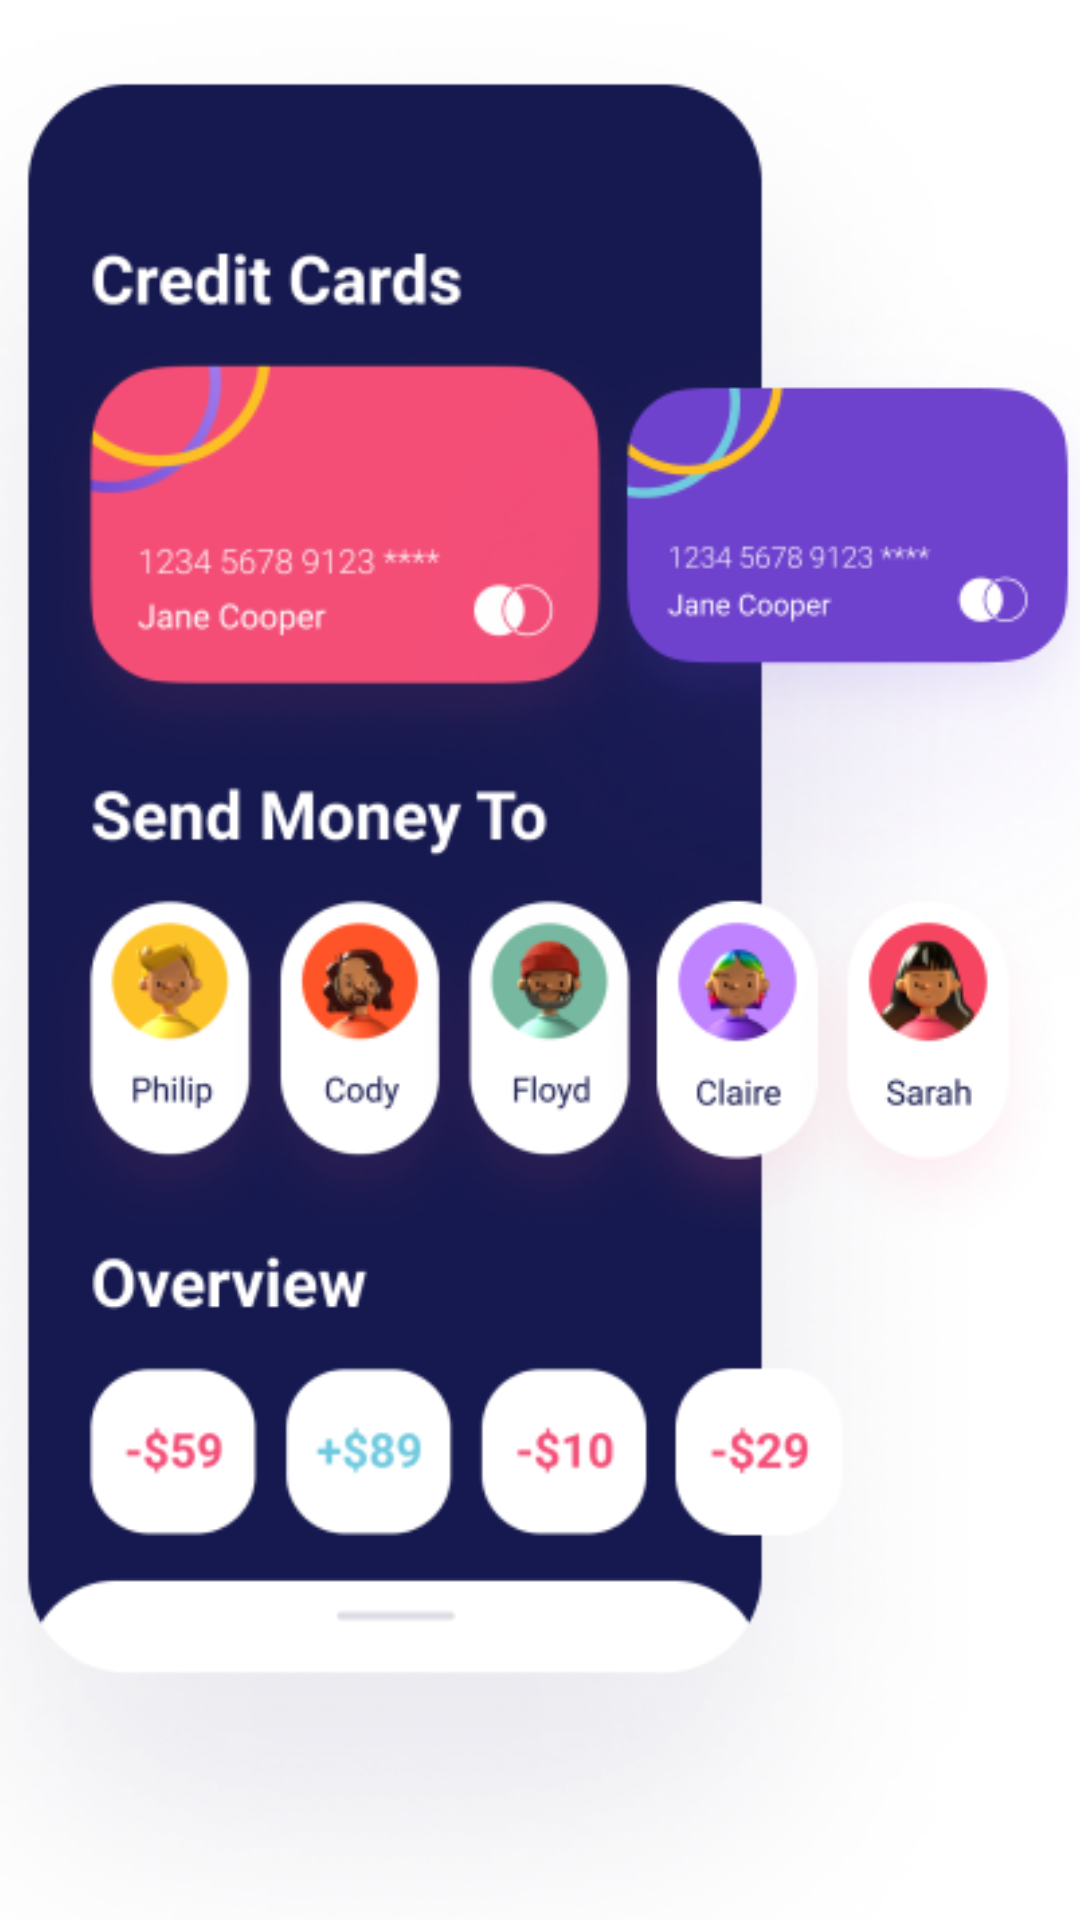 Credit Cards
1234 5678 9123 ****
Jane Cooper
1234 5678 9123 ****
Jane Cooper
Send Money To
Philip
Cody
Floyd
Claire
Sarah
Overview
-$59
+$89
-$10
-$29